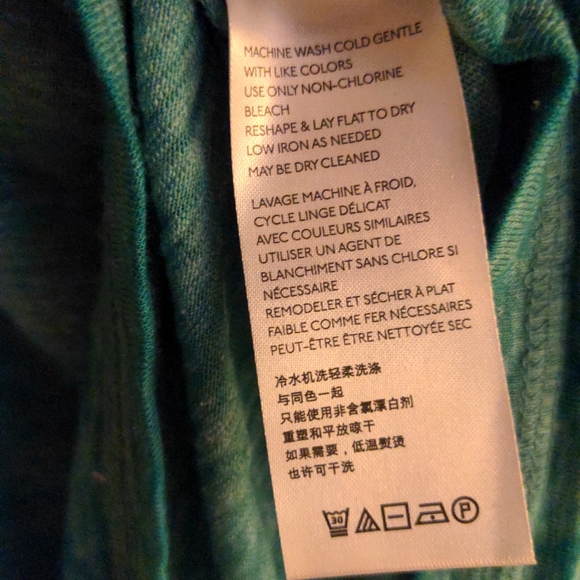 MACHINE WASH COLD GENTLE
WITH LIKE COLORS
USE ONLY NON-CHLORINE
BLEACH
RESHAPE & LAY FLAT TO DRY
LOW IRON AS NEEDED
MAY BE DRY CLEANED
LAVAGE MACHINE À FROID,
CYCLE LINGE DÉLICAT
AVEC COULEURS SIMILAIRES
UTILISER UN AGENT DE
BLANCHIMENT SANS CHLORE SI
NÉCESSAIRE
REMODELER ET SÉCHER À PLAT
FAIBLE COMME FER NÉCESSAIRES
PEUT-ÊTRE ÊTRE NETTOYÉE SEC
冷水机洗轻柔洗涤
与同色一起
只能使用非含氯漂白剂
重塑和平放晾干
如果需要，低温熨烫
也许可干洗
30 P